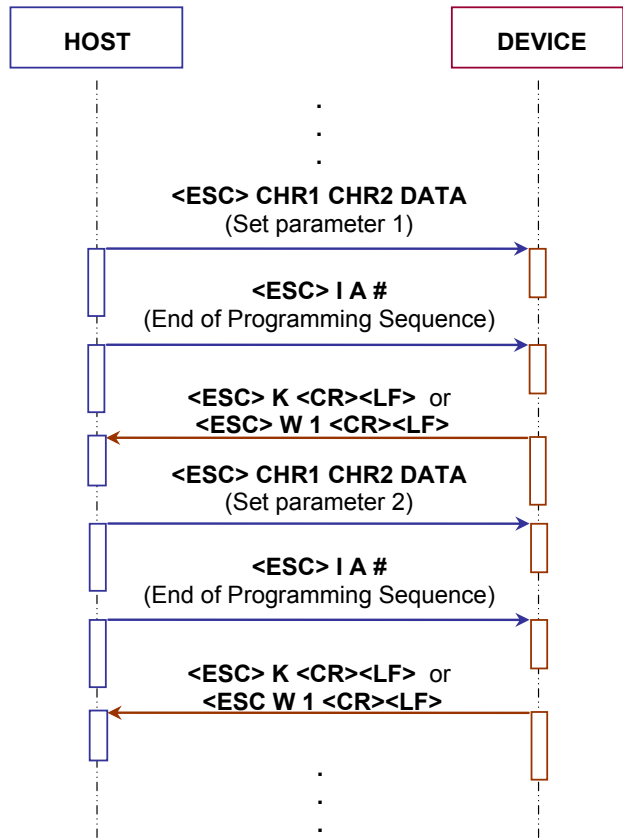 HOST
DEVICE
.
.
.
<ESC> CHR1 CHR2 DATA
(Set parameter 1)
<ESC> I A #
(End of Programming Sequence)
<ESC> K <CR><LF> or
<ESC> W 1 <CR><LF>
<ESC> CHR1 CHR2 DATA
(Set parameter 2)
<ESC> I A #
(End of Programming Sequence)
<ESC> K <CR><LF> or
<ESC W 1 <CR><LF>
.
.
.